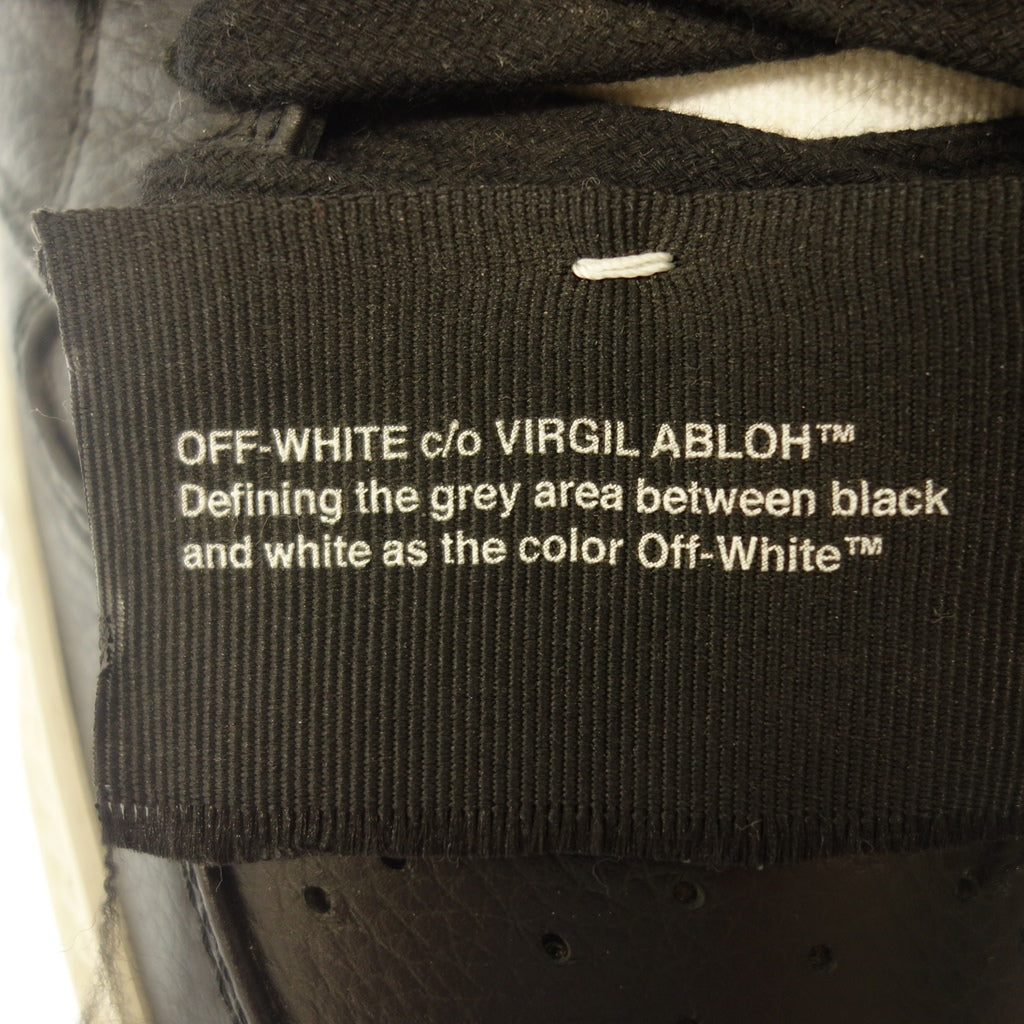 OFF-WHITE c/o VIRGIL ABLOH™
Defining the grey area between black
and white as the color Off-White™